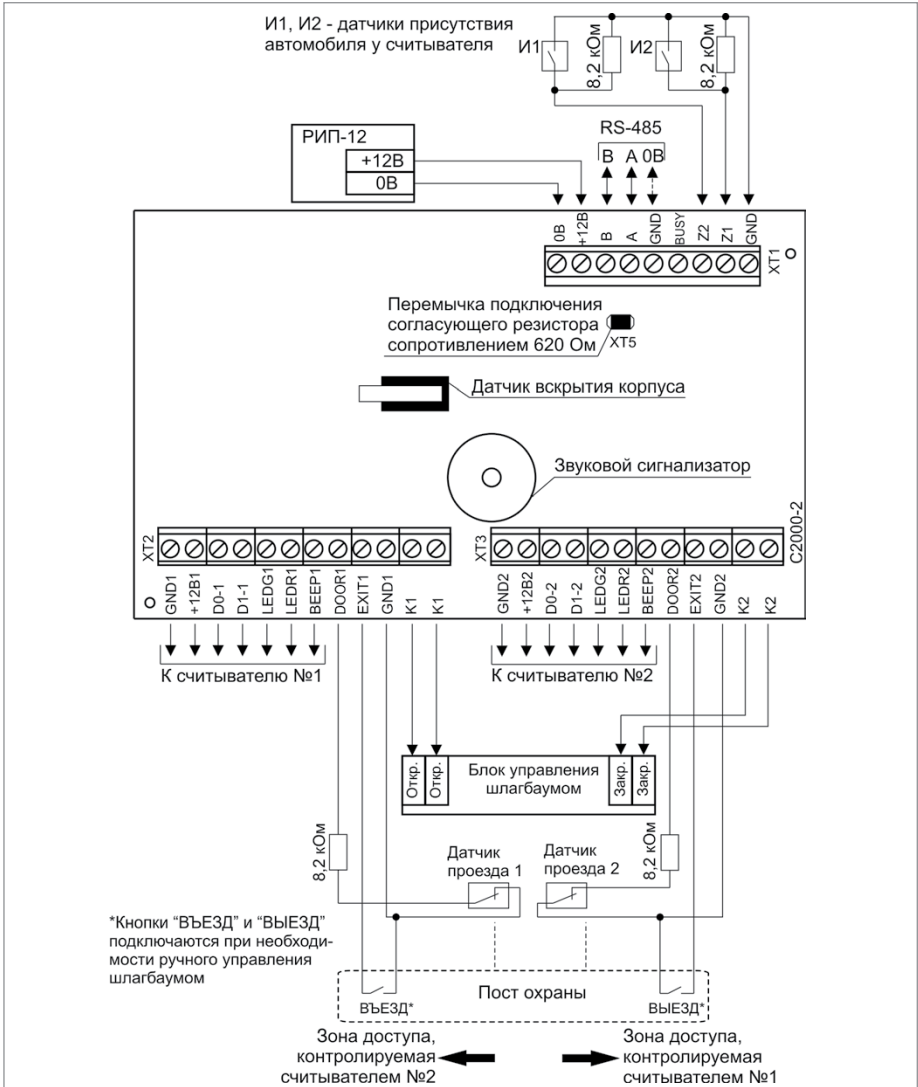 И1, И2 - датчики присутствия
автомобиля у считывателя
И1
8,2 кОм
И2
8,2 кОм
RS-485
B A 0В
РИП-12
+12В
0В
0В
+12В
B
A
GND
BUSY
Z2
Z1
GND
XT1
Перемычка подключения
согласующего резистора
сопротивлением 620 Ом
XT5
Датчик вскрытия корпуса
Звуковой сигнализатор
XT2
XT3
С2000-2
GND1
+12В1
D0-1
D1-1
LEDG1
LEDR1
BEEP1
DOOR1
EXIT1
GND1
K1
K1
GND2
+12В2
D0-2
D1-2
LEDG2
LEDR2
BEEP2
DOOR2
EXIT2
GND2
K2
K2
К считывателю №1
К считывателю №2
Откр.
Откр.
Блок управления
шлагбаумом
Закр.
Закр.
8,2 кОм
Датчик
проезда 1
Датчик
проезда 2
8,2 кОм
*Кнопки “ВЪЕЗД” и “ВЫЕЗД”
подключаются при необходи-
мости ручного управления
шлагбаумом
ВЪЕЗД*
Пост охраны
ВЫЕЗД*
Зона доступа,
контролируемая
считывателем №2
Зона доступа,
контролируемая
считывателем №1